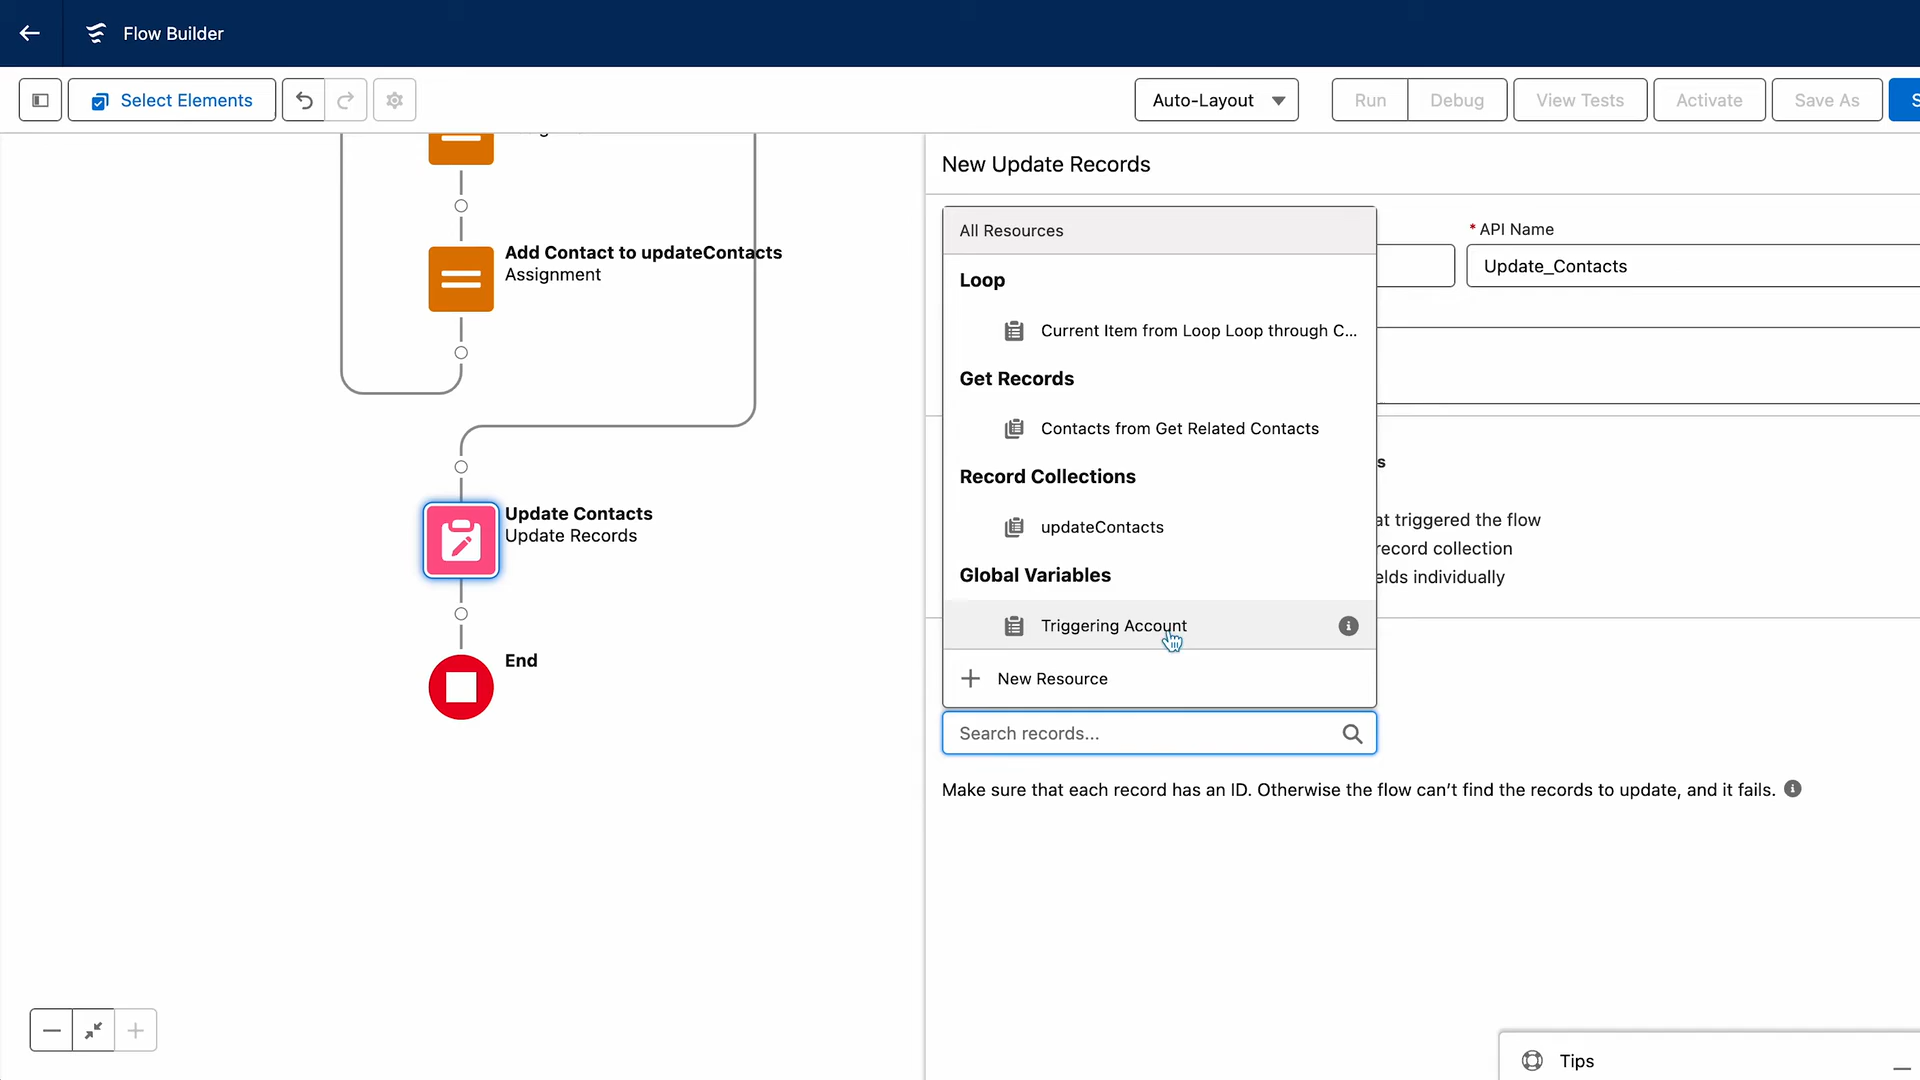 Flow Builder
Select Elements
Auto-Layout
Run
Debug
View Tests
Activate
Save As
New Update Records
All Resources
* API Name
Update_Contacts
Loop
Current Item from Loop Loop through C...
Get Records
Contacts from Get Related Contacts
Record Collections
updateContacts
Global Variables
Triggering Account
New Resource
Search records...
at triggered the flow
record collection
elds individually
Make sure that each record has an ID. Otherwise the flow can't find the records to update, and it fails.
Add Contact to updateContacts
Assignment
Update Contacts
Update Records
End
Tips